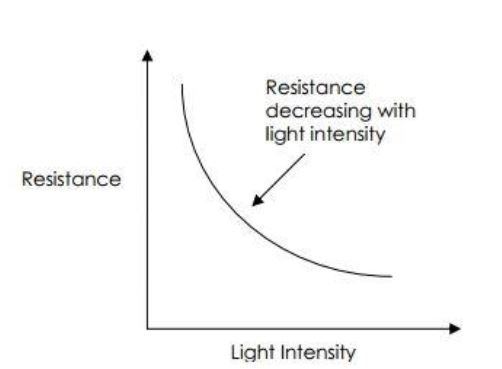 Resistance
decreasing with
light intensity
Resistance
Light Intensity